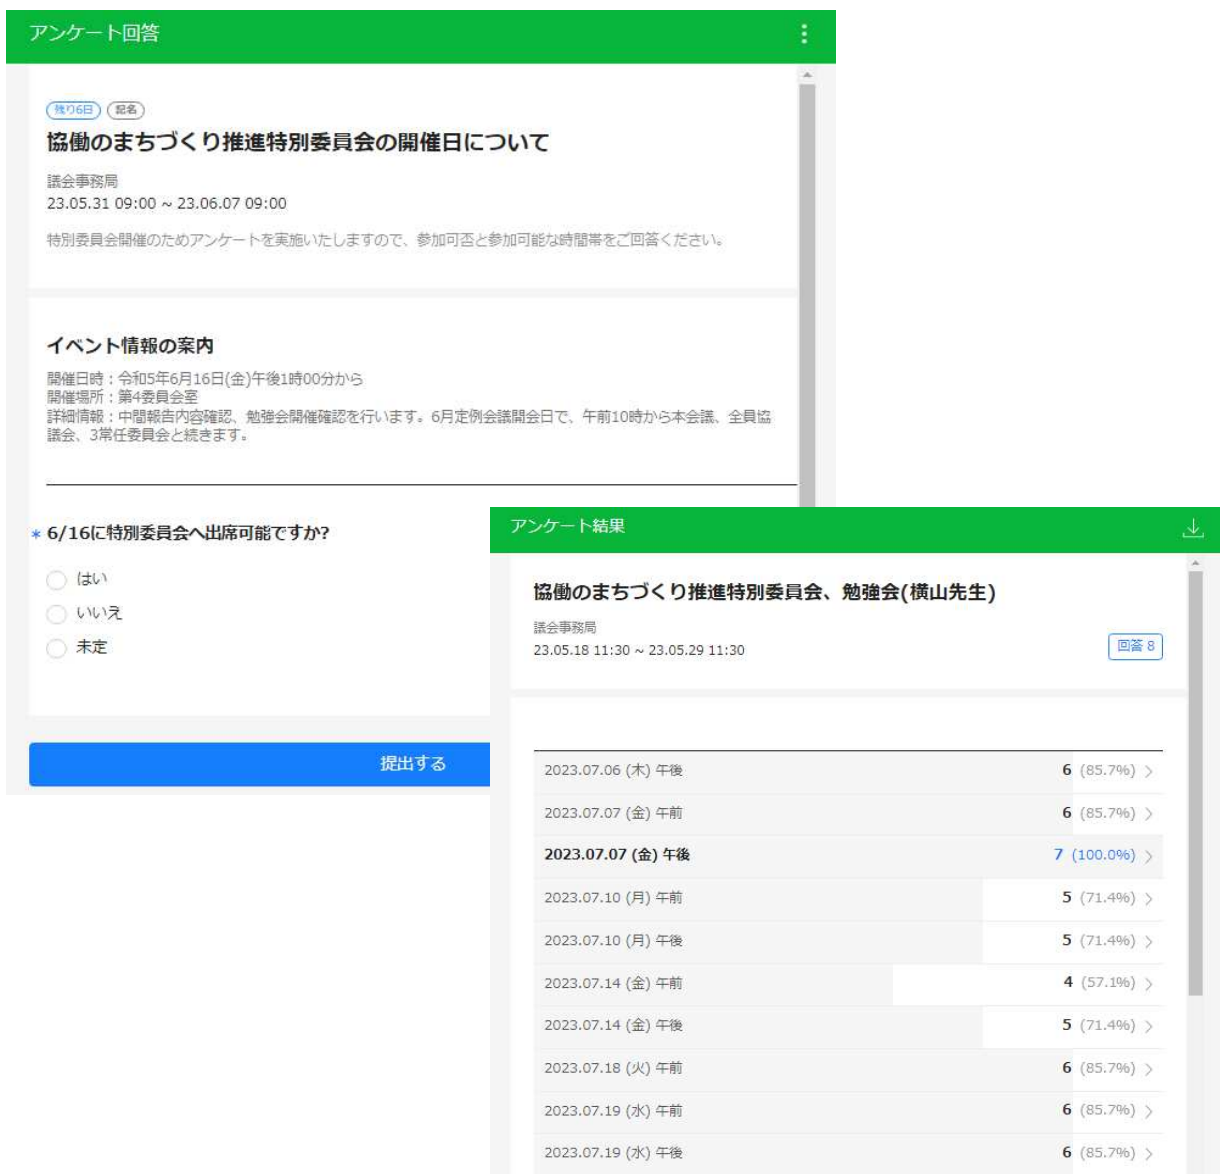 アンケート回答
残り6日 記名
協働のまちづくり推進特別委員会の開催日について
議会事務局
23.05.31 09:00 ~ 23.06.07 09:00
特別委員会開催のためアンケートを実施いたしますので、参加可否と参加可能な時間帯をご回答ください。
イベント情報の案内
開催日時：令和5年6月16日(金)午後1時00分から
開催場所：第4委員会室
詳細情報：中間報告内容確認、勉強会開催確認を行います。6月定例会議開会日で、午前10時から本会議、全員協
議会、3常任委員会と続きます。
* 6/16に特別委員会へ出席可能ですか?
はい
いいえ
未定
提出する
アンケート結果
協働のまちづくり推進特別委員会、勉強会(横山先生)
議会事務局
23.05.18 11:30 ~ 23.05.29 11:30
回答 8
2023.07.06 (木) 午後 6 (85.7%)
2023.07.07 (金) 午前 6 (85.7%)
2023.07.07 (金) 午後 7 (100.0%)
2023.07.10 (月) 午前 5 (71.4%)
2023.07.10 (月) 午後 5 (71.4%)
2023.07.14 (金) 午前 4 (57.1%)
2023.07.14 (金) 午後 5 (71.4%)
2023.07.18 (火) 午前 6 (85.7%)
2023.07.19 (水) 午前 6 (85.7%)
2023.07.19 (水) 午後 6 (85.7%)